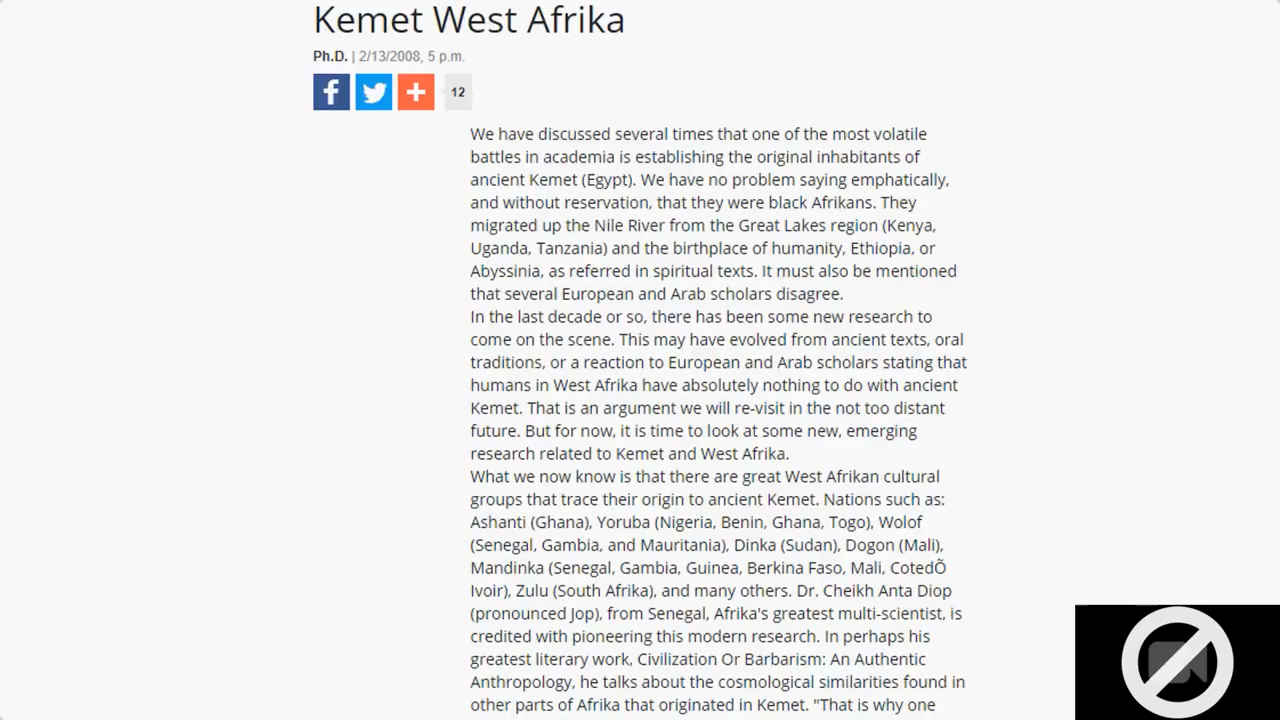 Kemet West Afrika
Ph.D. | 2/13/2008, 5 p.m.
12
We have discussed several times that one of the most volatile
battles in academia is establishing the original inhabitants of
ancient Kemet (Egypt). We have no problem saying emphatically,
and without reservation, that they were black Afrikans. They
migrated up the Nile River from the Great Lakes region (Kenya,
Uganda, Tanzania) and the birthplace of humanity, Ethiopia, or
Abyssinia, as referred in spiritual texts. It must also be mentioned
that several European and Arab scholars disagree.
In the last decade or so, there has been some new research to
come on the scene. This may have evolved from ancient texts, oral
traditions, or a reaction to European and Arab scholars stating that
humans in West Afrika have absolutely nothing to do with ancient
Kemet. That is an argument we will re-visit in the not too distant
future. But for now, it is time to look at some new, emerging
research related to Kemet and West Afrika.
What we now know is that there are great West Afrikan cultural
groups that trace their origin to ancient Kemet. Nations such as:
Ashanti (Ghana), Yoruba (Nigeria, Benin, Ghana, Togo), Wolof
(Senegal, Gambia, and Mauritania), Dinka (Sudan), Dogon (Mali),
Mandinka (Senegal, Gambia, Guinea, Berkina Faso, Mali, CotedÕ
Ivoir), Zulu (South Afrika), and many others. Dr. Cheikh Anta Diop
(pronounced Jop), from Senegal, Afrika's greatest multi-scientist, is
credited with pioneering this modern research. In perhaps his
greatest literary work, Civilization Or Barbarism: An Authentic
Anthropology, he talks about the cosmological similarities found in
other parts of Afrika that originated in Kemet. "That is why one